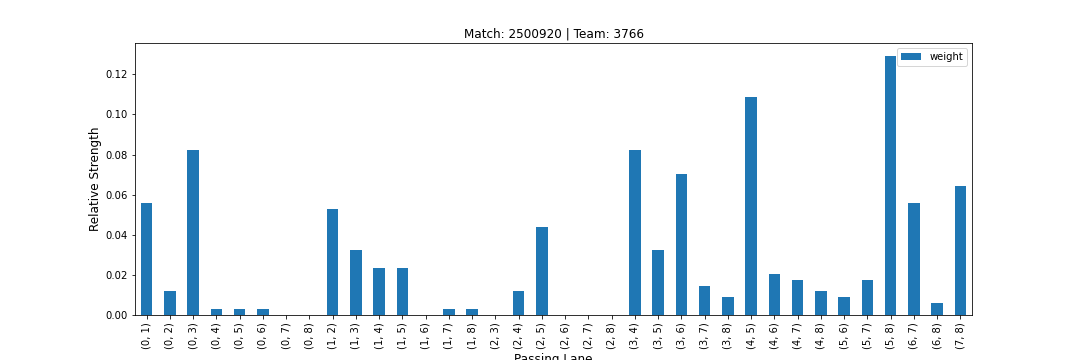 Match: 2500920 | Team: 3766
weight
Relative Strength
0.12
0.10
0.08
0.06
0.04
0.02
0.00
(0, 1) (0, 2) (0, 3) (0, 4) (0, 5) (0, 6) (0, 7) (0, 8) (1, 2) (1, 3) (1, 4) (1, 5) (1, 6) (1, 7) (1, 8) (2, 3) (2, 4) (2, 5) (2, 6) (2, 7) (2, 8) (3, 4) (3, 5) (3, 6) (3, 7) (3, 8) (4, 5) (4, 6) (4, 7) (4, 8) (5, 6) (5, 7) (5, 8) (6, 7) (6, 8) (7, 8)
Passing Lane